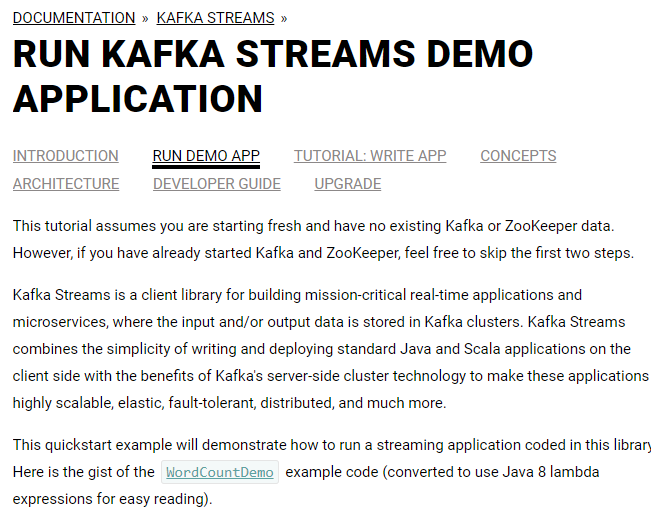 DOCUMENTATION » KAFKA STREAMS »
RUN KAFKA STREAMS DEMO
APPLICATION
INTRODUCTION RUN DEMO APP TUTORIAL: WRITE APP CONCEPTS
ARCHITECTURE DEVELOPER GUIDE UPGRADE
This tutorial assumes you are starting fresh and have no existing Kafka or ZooKeeper data.
However, if you have already started Kafka and ZooKeeper, feel free to skip the first two steps.
Kafka Streams is a client library for building mission-critical real-time applications and
microservices, where the input and/or output data is stored in Kafka clusters. Kafka Streams
combines the simplicity of writing and deploying standard Java and Scala applications on the
client side with the benefits of Kafka's server-side cluster technology to make these applications
highly scalable, elastic, fault-tolerant, distributed, and much more.
This quickstart example will demonstrate how to run a streaming application coded in this library
Here is the gist of the WordCountDemo example code (converted to use Java 8 lambda
expressions for easy reading).